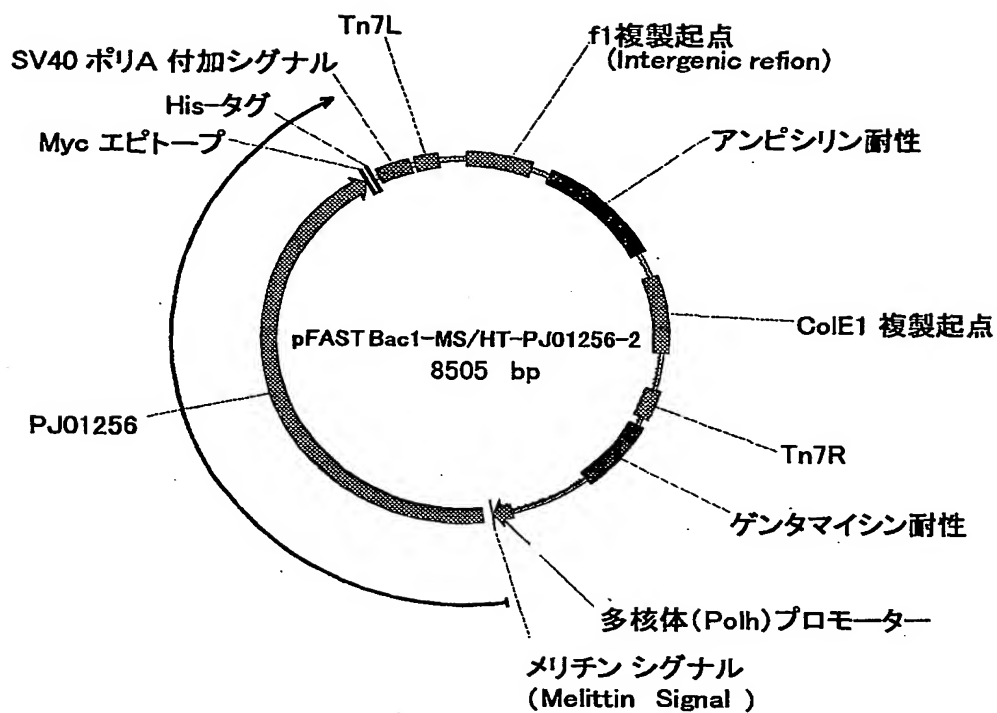 Tn7L
f1複製起点
(Intergenic refion)
SV40 ポリA 付加シグナル
His-タグ
Myc エピトープ
アンピシリン耐性
ColE1 複製起点
pFAST Bac1-MS/HT-PJ01256-2
8505 bp
PJ01256
Tn7R
ゲンタマイシン耐性
多核体(Polh)プロモーター
メリチン シグナル
(Melittin Signal )